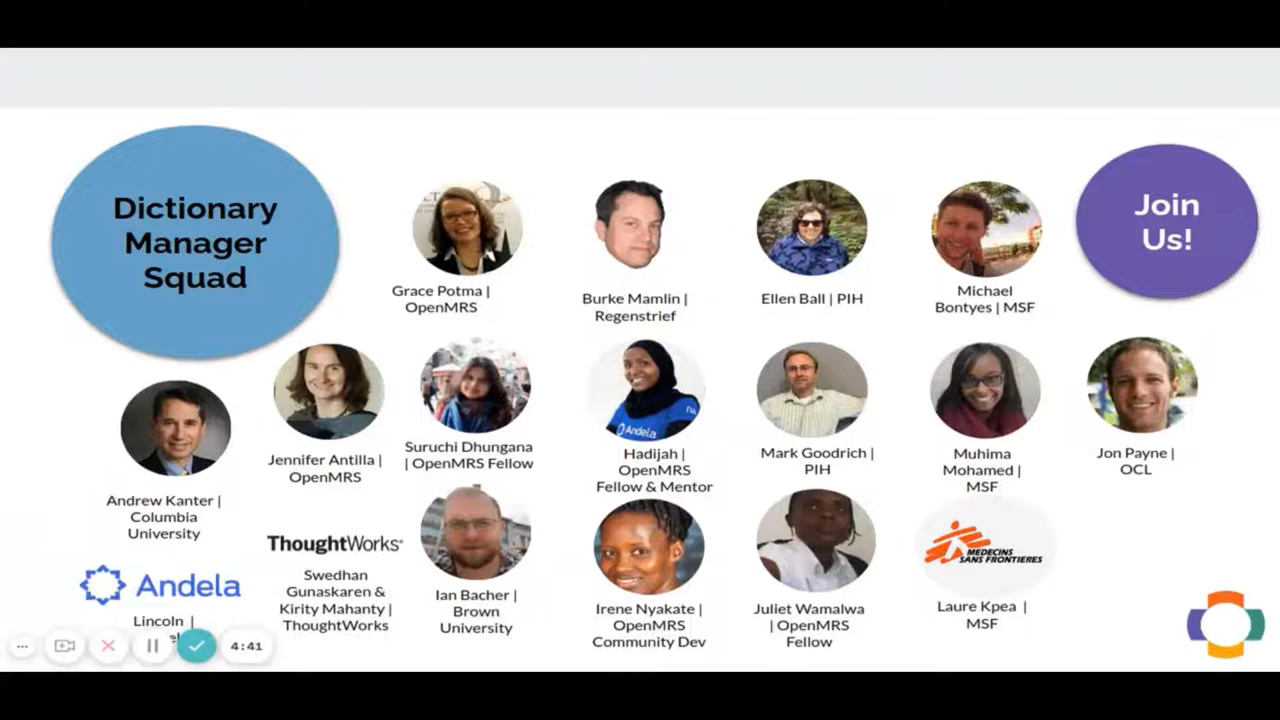 Dictionary
Manager
Squad
Join
Us!
Grace Potma |
OpenMRS
Burke Mamlin |
Regenstrief
Ellen Ball | PIH
Michael
Bontyes | MSF
Andrew Kanter |
Columbia
University
Jennifer Antilla |
OpenMRS
Suruchi Dhungana
| OpenMRS Fellow
Andela
Hadijah |
OpenMRS
Fellow & Mentor
Mark Goodrich |
PIH
Muhima
Mohamed |
MSF
Jon Payne |
OCL
Andela
Lincoln |
ThoughtWorks
Swedhan
Gunaskaren &
Kirity Mahanty |
ThoughtWorks
Ian Bacher |
Brown
University
Irene Nyakate |
OpenMRS
Community Dev
Juliet Wamalwa
| OpenMRS
Fellow
MEDECINS
SANS FRONTIERES
Laure Kpea |
MSF
4:41